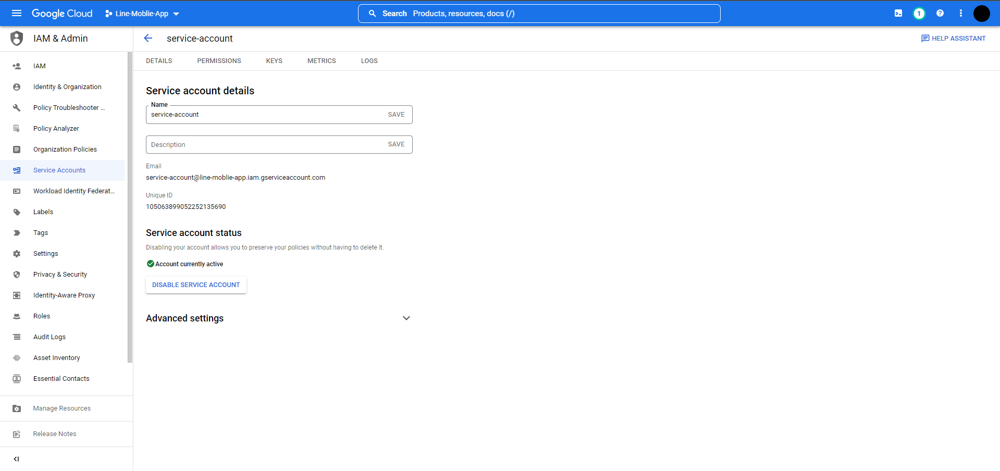 Google Cloud
Line-Moblie-App
Search Products, resources, docs (/)
1
IAM & Admin
service-account
HELP ASSISTANT
DETAILS
PERMISSIONS
KEYS
METRICS
LOGS
IAM
Identity & Organization
Policy Troubleshooter ...
Policy Analyzer
Organization Policies
Service Accounts
Workload Identity Federat...
Labels
Tags
Settings
Privacy & Security
Identity-Aware Proxy
Roles
Audit Logs
Asset Inventory
Essential Contacts
Manage Resources
Release Notes
Service account details
Name
service-account
SAVE
Description
SAVE
Email
service-account@line-moblie-app.iam.gserviceaccount.com
Unique ID
105063899052252135690
Service account status
Disabling your account allows you to preserve your policies without having to delete it.
Account currently active
DISABLE SERVICE ACCOUNT
Advanced settings